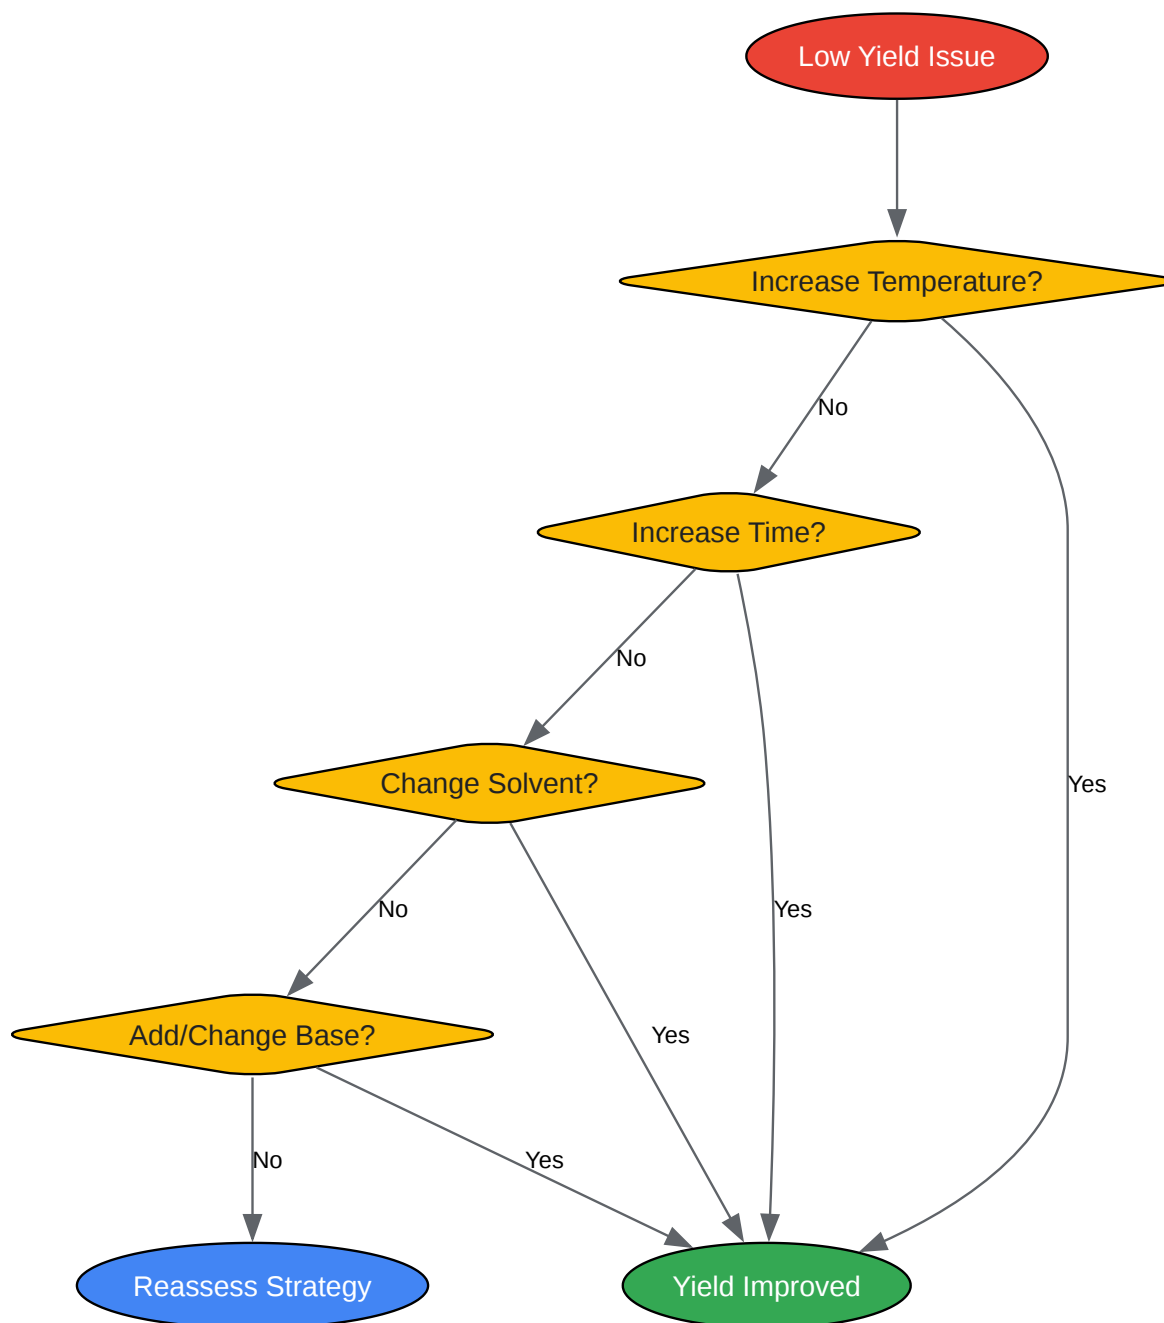 Low Yield Issue
Increase Temperature?
No
Increase Time?
No
Change Solvent?
Yes
No
Yes
Add/Change Base?
Yes
No
Yes
Reassess Strategy
Yield Improved